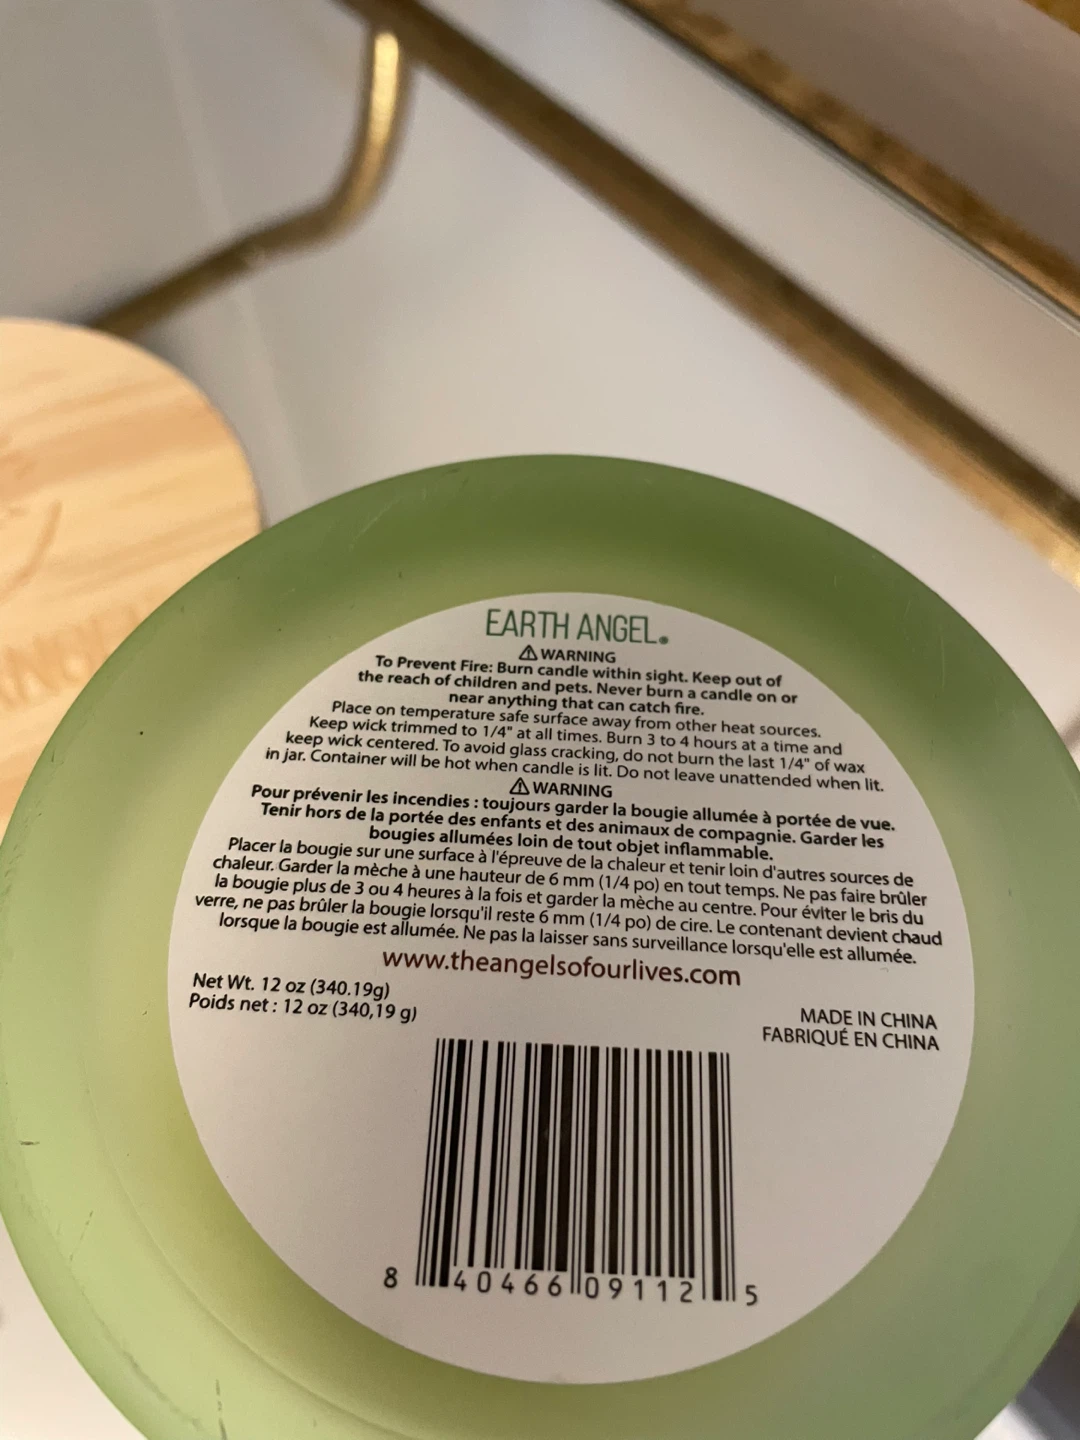 EARTH ANGEL®
⚠ WARNING
To Prevent Fire: Burn candle within sight. Keep out of
the reach of children and pets. Never burn a candle on or
near anything that can catch fire.
Place on temperature safe surface away from other heat sources.
Keep wick trimmed to 1/4" at all times. Burn 3 to 4 hours at a time and
keep wick centered. To avoid glass cracking, do not burn the last 1/4" of wax
in jar. Container will be hot when candle is lit. Do not leave unattended when lit.
⚠ WARNING
Pour prévenir les incendies : toujours garder la bougie allumée à portée de vue.
Tenir hors de la portée des enfants et des animaux de compagnie. Garder les
bougies allumées loin de tout objet inflammable.
Placer la bougie sur une surface à l'épreuve de la chaleur et tenir loin d'autres sources de
chaleur. Garder la mèche à une hauteur de 6 mm (1/4 po) en tout temps. Ne pas faire brûler
la bougie plus de 3 ou 4 heures à la fois et garder la mèche au centre. Pour éviter le bris du
verre, ne pas brûler la bougie lorsqu'il reste 6 mm (1/4 po) de cire. Le contenant devient chaud
lorsque la bougie est allumée. Ne pas la laisser sans surveillance lorsqu'elle est allumée.
www.theangelsofourlives.com
Net Wt. 12 oz (340.19g)
Poids net : 12 oz (340,19 g)
MADE IN CHINA
FABRIQUÉ EN CHINA
8 40466 09112 5